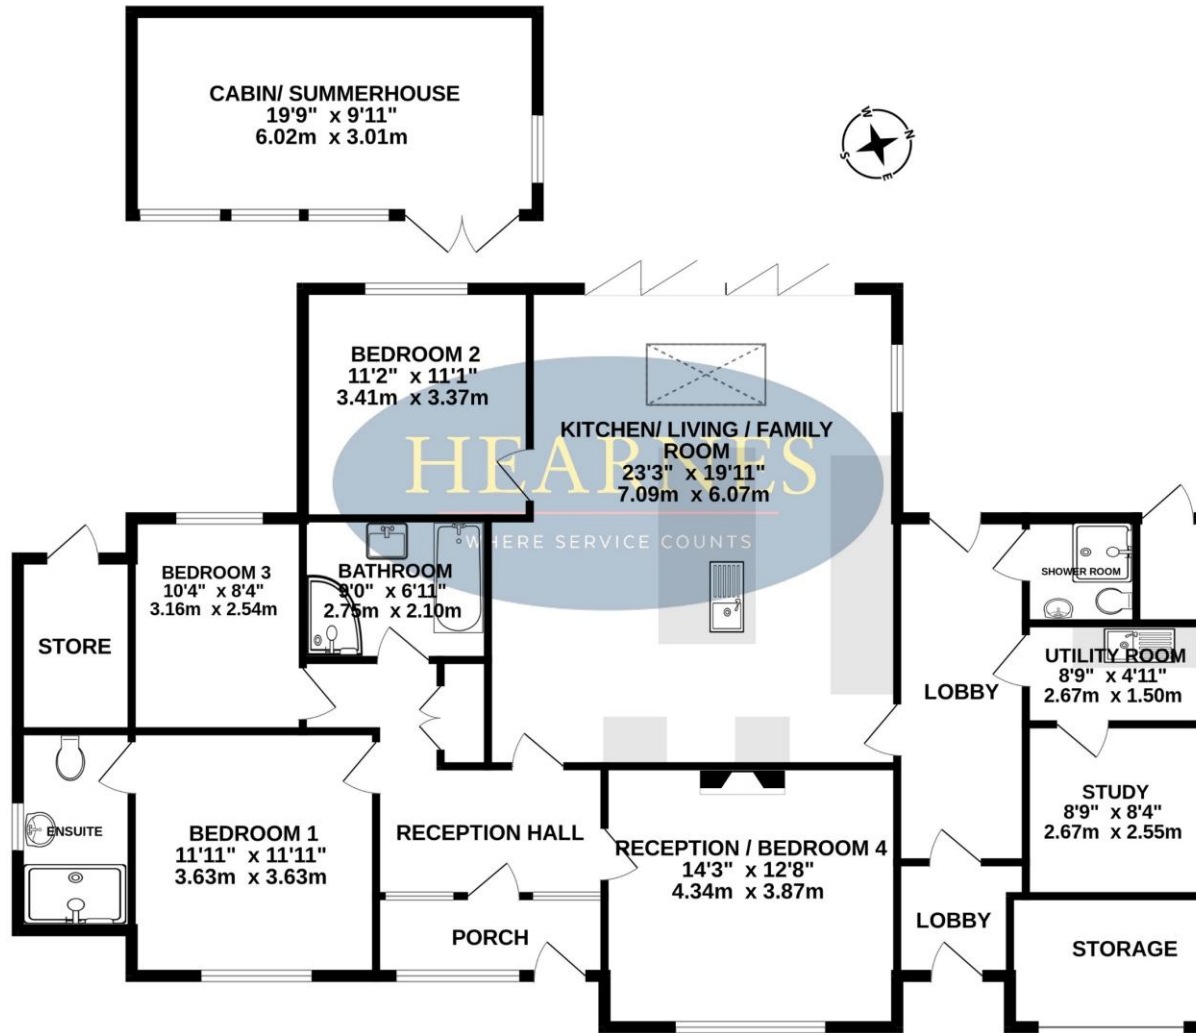 CABIN/ SUMMERHOUSE
19'9" x 9'11"
6.02m x 3.01m
W
N
S
E
BEDROOM 2
11'2" x 11'1"
3.41m x 3.37m
KITCHEN/ LIVING / FAMILY
ROOM
23'3" x 19'11"
7.09m x 6.07m
HEARNES
WHERE SERVICE COUNTS
BEDROOM 3
10'4" x 8'4"
3.16m x 2.54m
BATHROOM
9'0" x 6'11"
2.75m x 2.10m
SHOWER ROOM
STORE
UTILITY ROOM
8'9" x 4'11"
2.67m x 1.50m
LOBBY
ENSUITE
BEDROOM 1
11'11" x 11'11"
3.63m x 3.63m
RECEPTION HALL
RECEPTION / BEDROOM 4
14'3" x 12'8"
4.34m x 3.87m
STUDY
8'9" x 8'4"
2.67m x 2.55m
PORCH
LOBBY
STORAGE